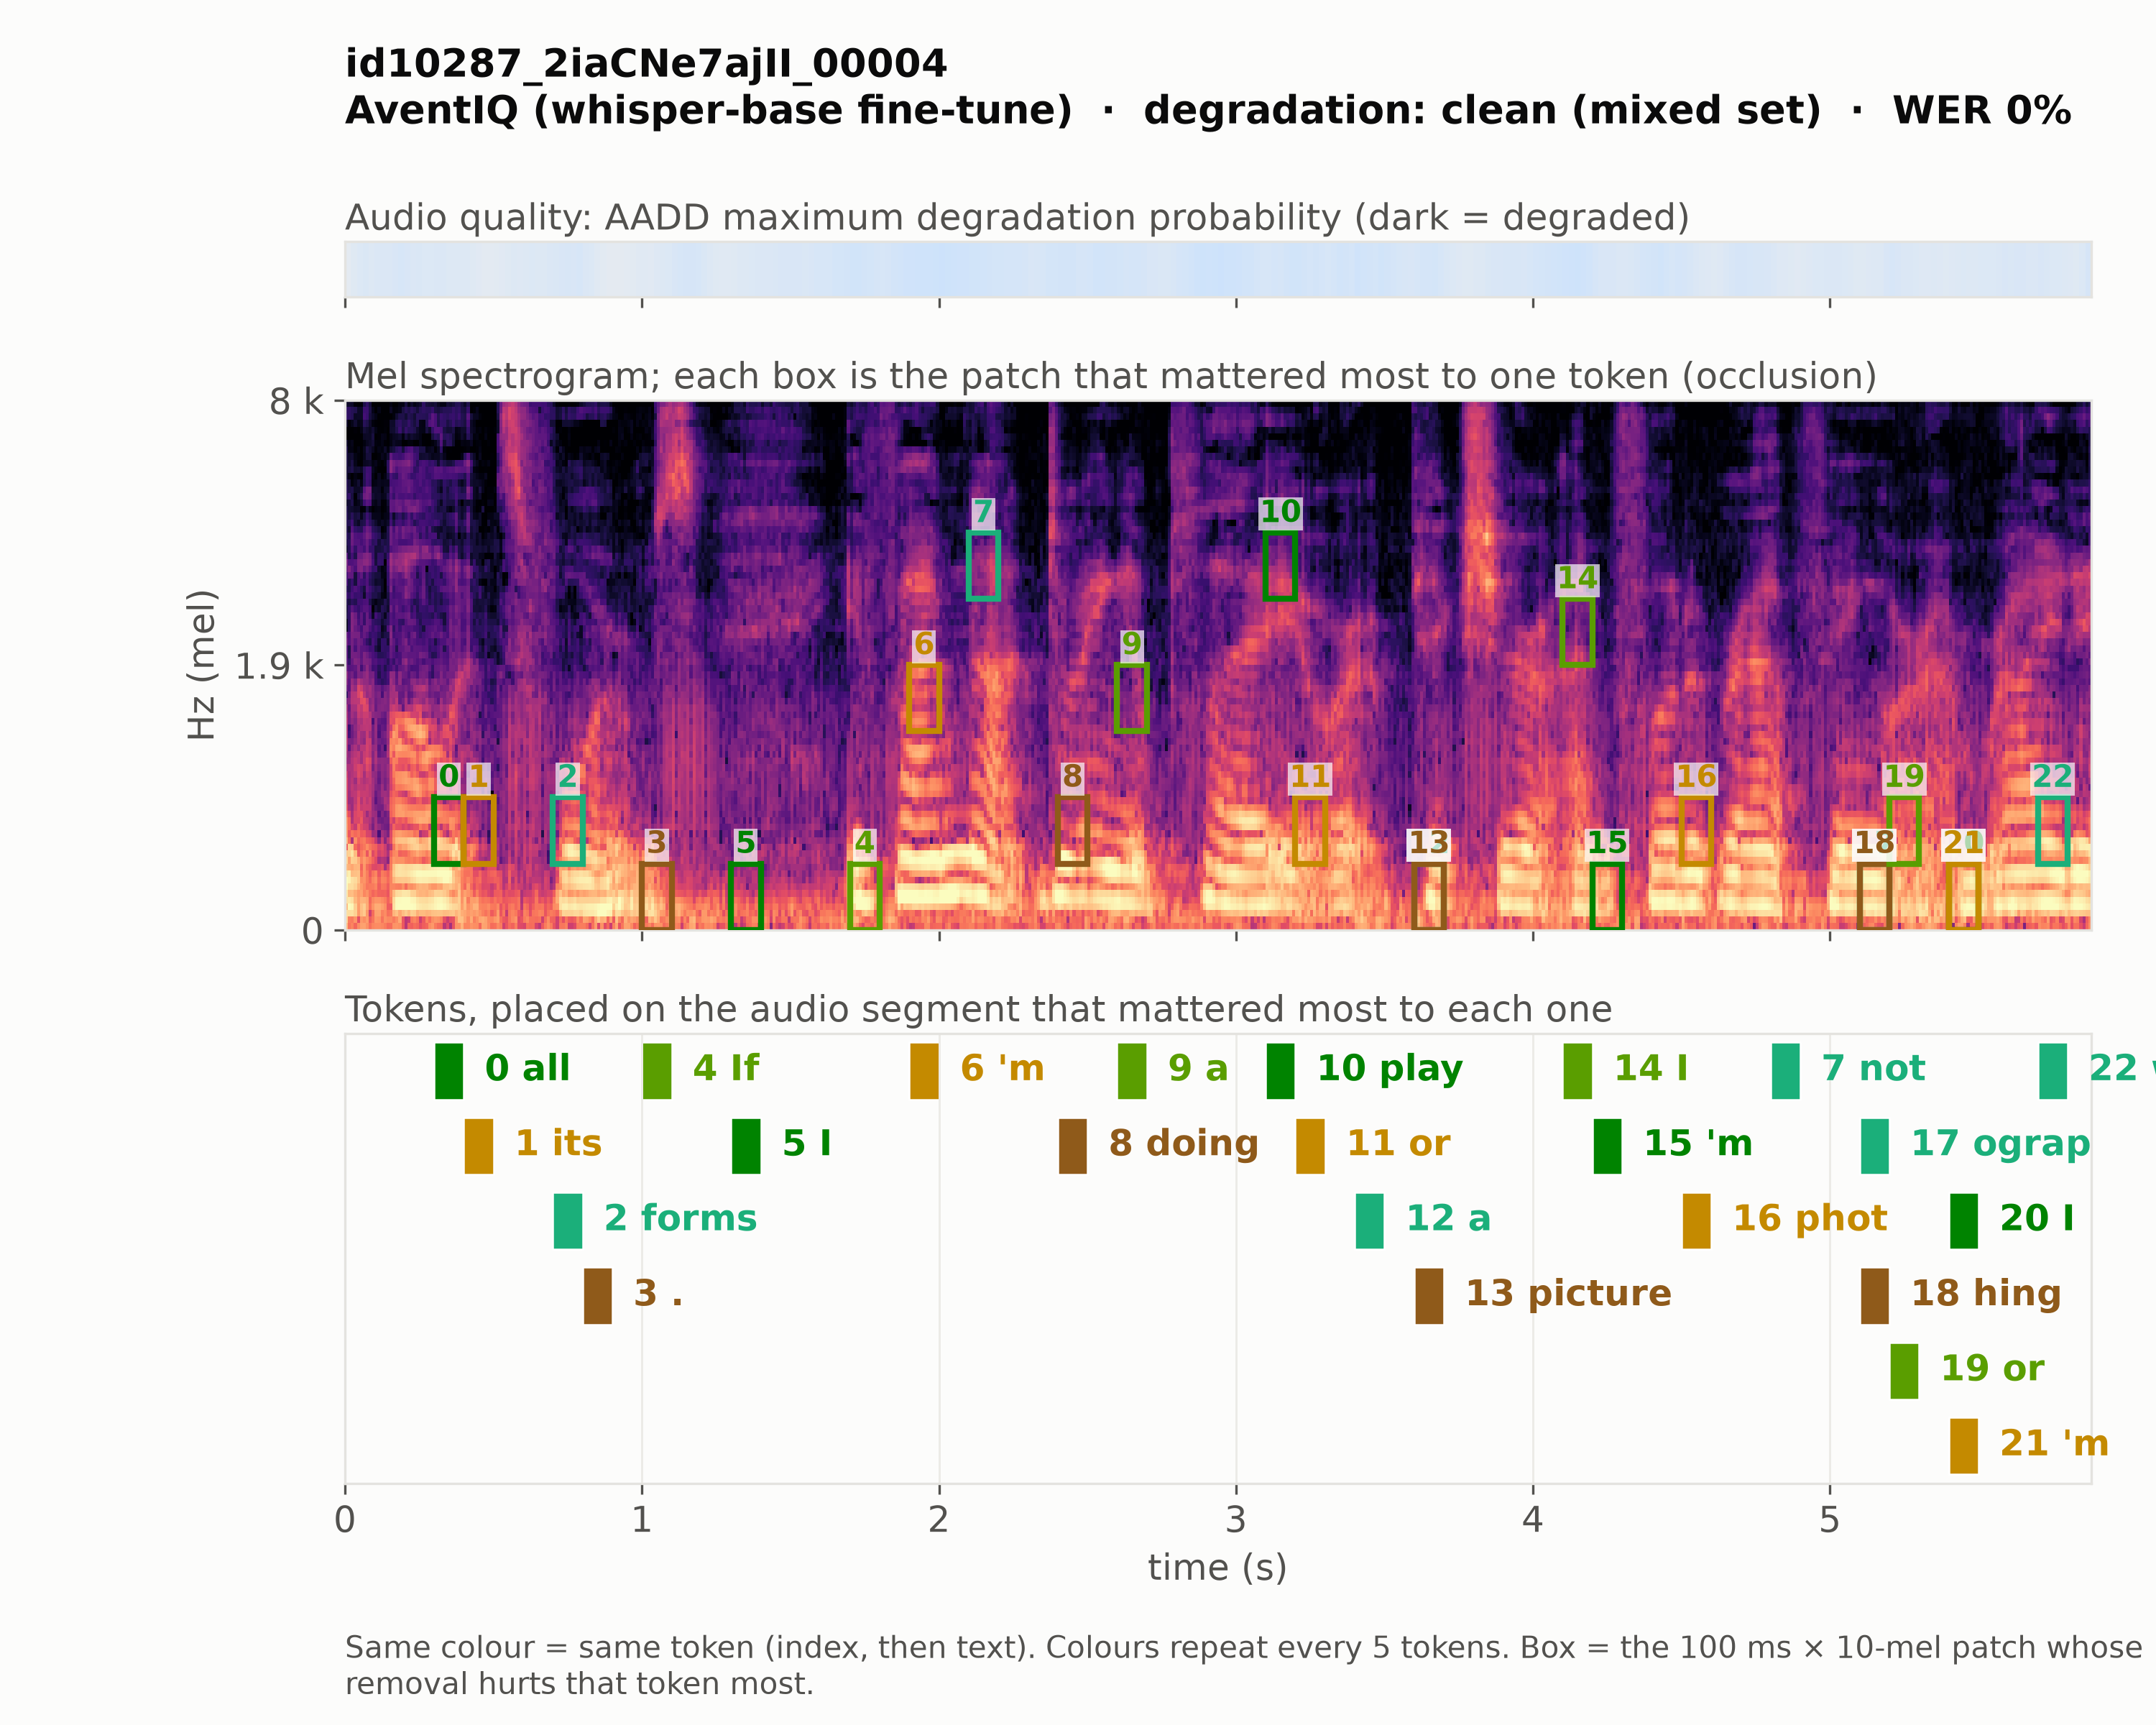 id10287_2iaCNe7ajII_00004
AventIQ (whisper-base fine-tune) · degradation: clean (mixed set) · WER 0%
Audio quality: AADD maximum degradation probability (dark = degraded)
Mel spectrogram; each box is the patch that mattered most to one token (occlusion)
8 k
1.9 k
0
Hz (mel)
7
10
14
6
9
0 1 2 8 11 16 19 22
3 5 4 13 15 18 21
Tokens, placed on the audio segment that mattered most to each one
0 all 4 If 6 'm 9 a 10 play 14 I 7 not 22
1 its 5 I 8 doing 11 or 15 'm 17 ograp
2 forms 12 a 16 phot 20 I
3 . 13 picture 18 hing
19 or
21 'm
0 1 2 3 4 5
time (s)
Same colour = same token (index, then text). Colours repeat every 5 tokens. Box = the 100 ms × 10-mel patch whose
removal hurts that token most.